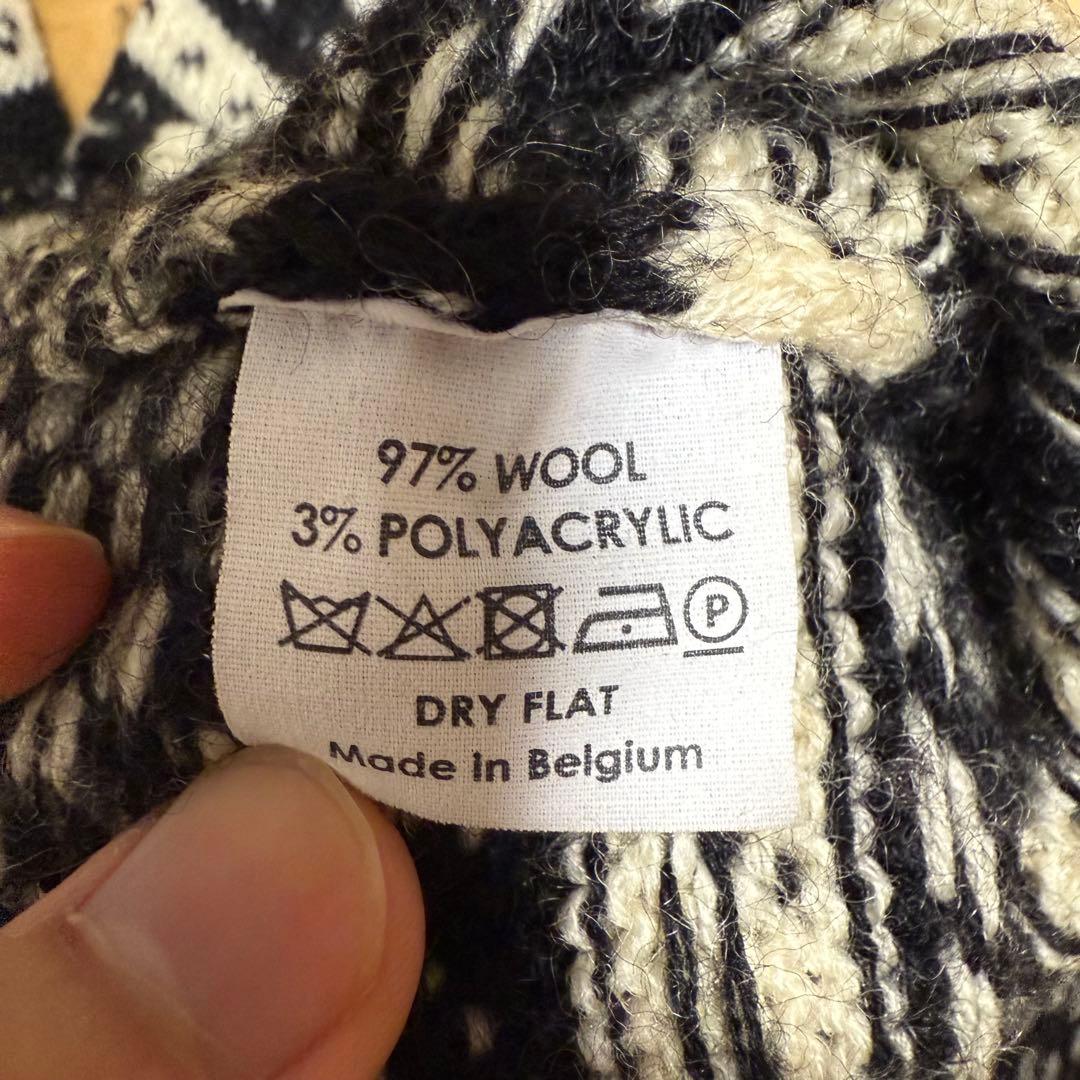 97% WOOL
3% POLYACRYLIC
P
DRY FLAT
Made in Belgium